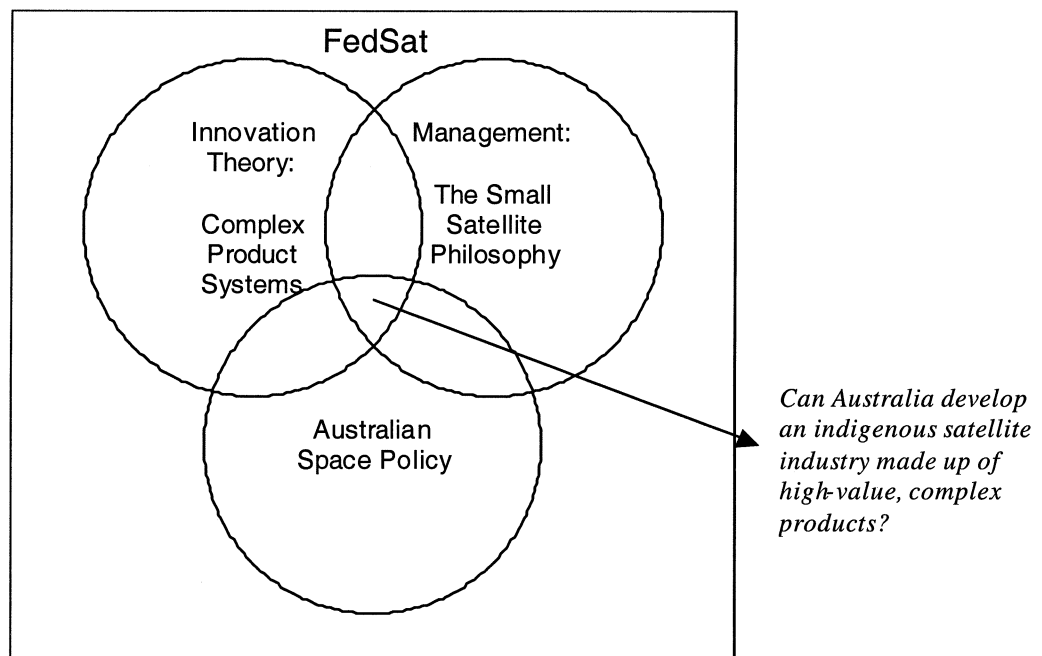 FedSat
Innovation
Theory:
Complex
Product
Systems
Management:
The Small
Satellite
Philosophy
Australian
Space Policy
Can Australia develop
an indigenous satellite
industry made up of
high-value, complex
products?